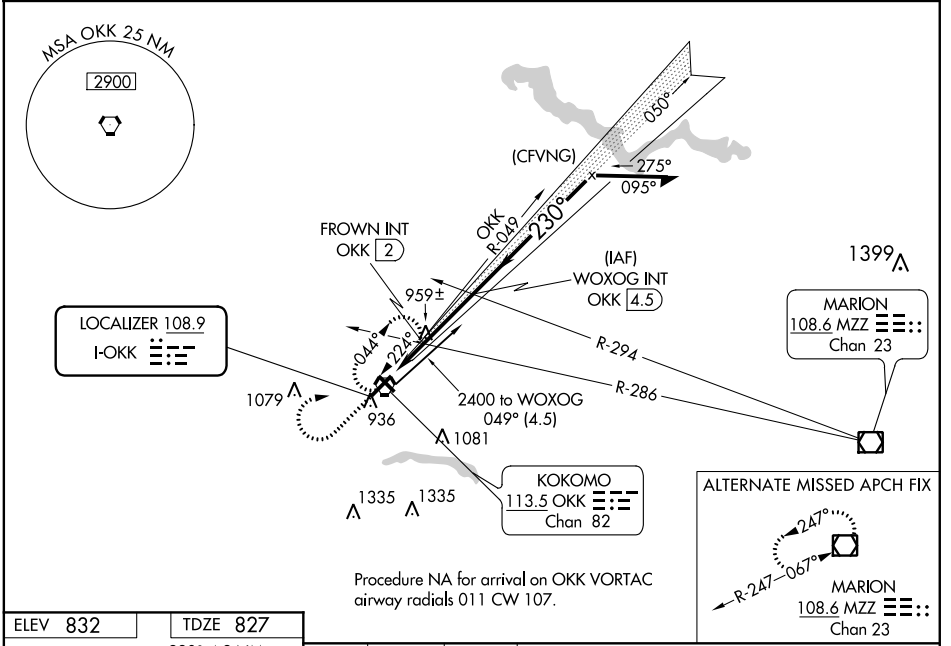 MSA OKK 25 NM
2900
(CFVNG)
050°
275°
095°
OKK
R-049
230°
FROWN INT
OKK 2
(IAF)
WOXOG INT
OKK 4.5
959±
1399
LOCALIZER 108.9
I-OKK
MARION
108.6 MZZ
Chan 23
044°
224°
R-294
R-286
1079
936
2400 to WOXOG
049° (4.5)
1081
KOKOMO
113.5 OKK
Chan 82
1335
1335
ALTERNATE MISSED APCH FIX
247°
R-247
067°
MARION
108.6 MZZ
Chan 23
Procedure NA for arrival on OKK VORTAC
airway radials 011 CW 107.
ELEV 832
TDZE 827